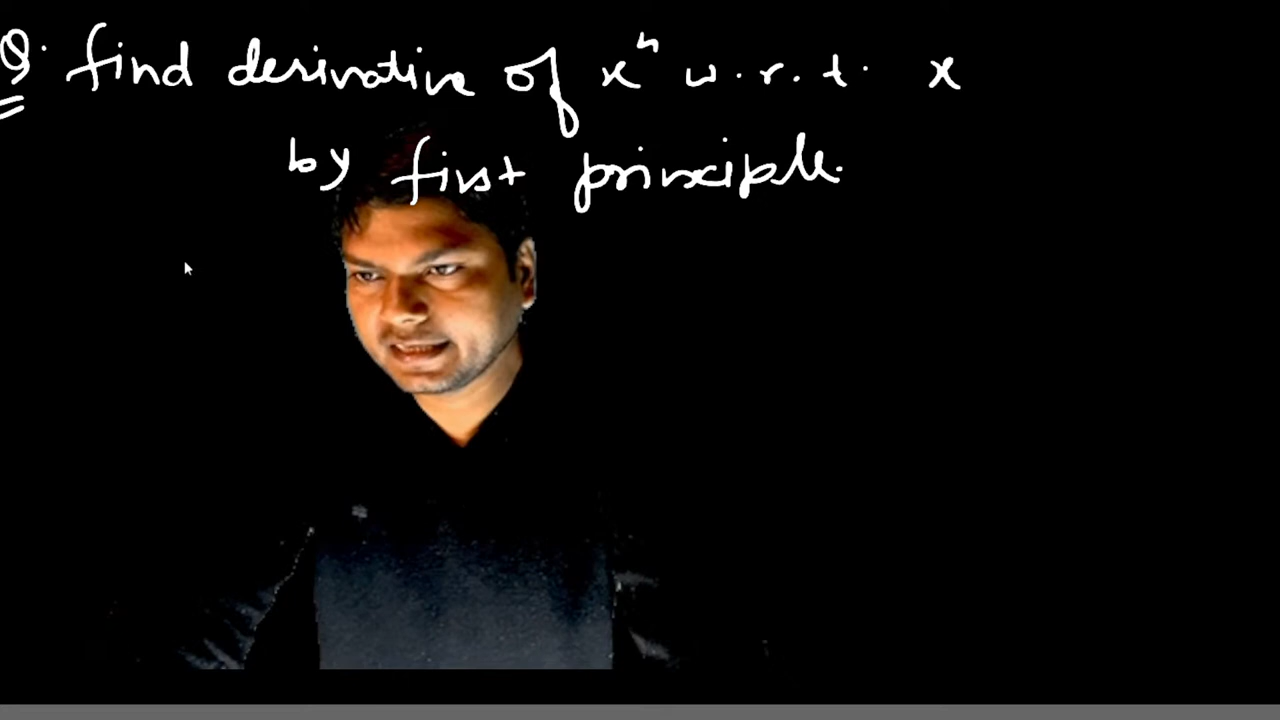 Q. find derivative of xⁿ w.r.t. x
by first principle.